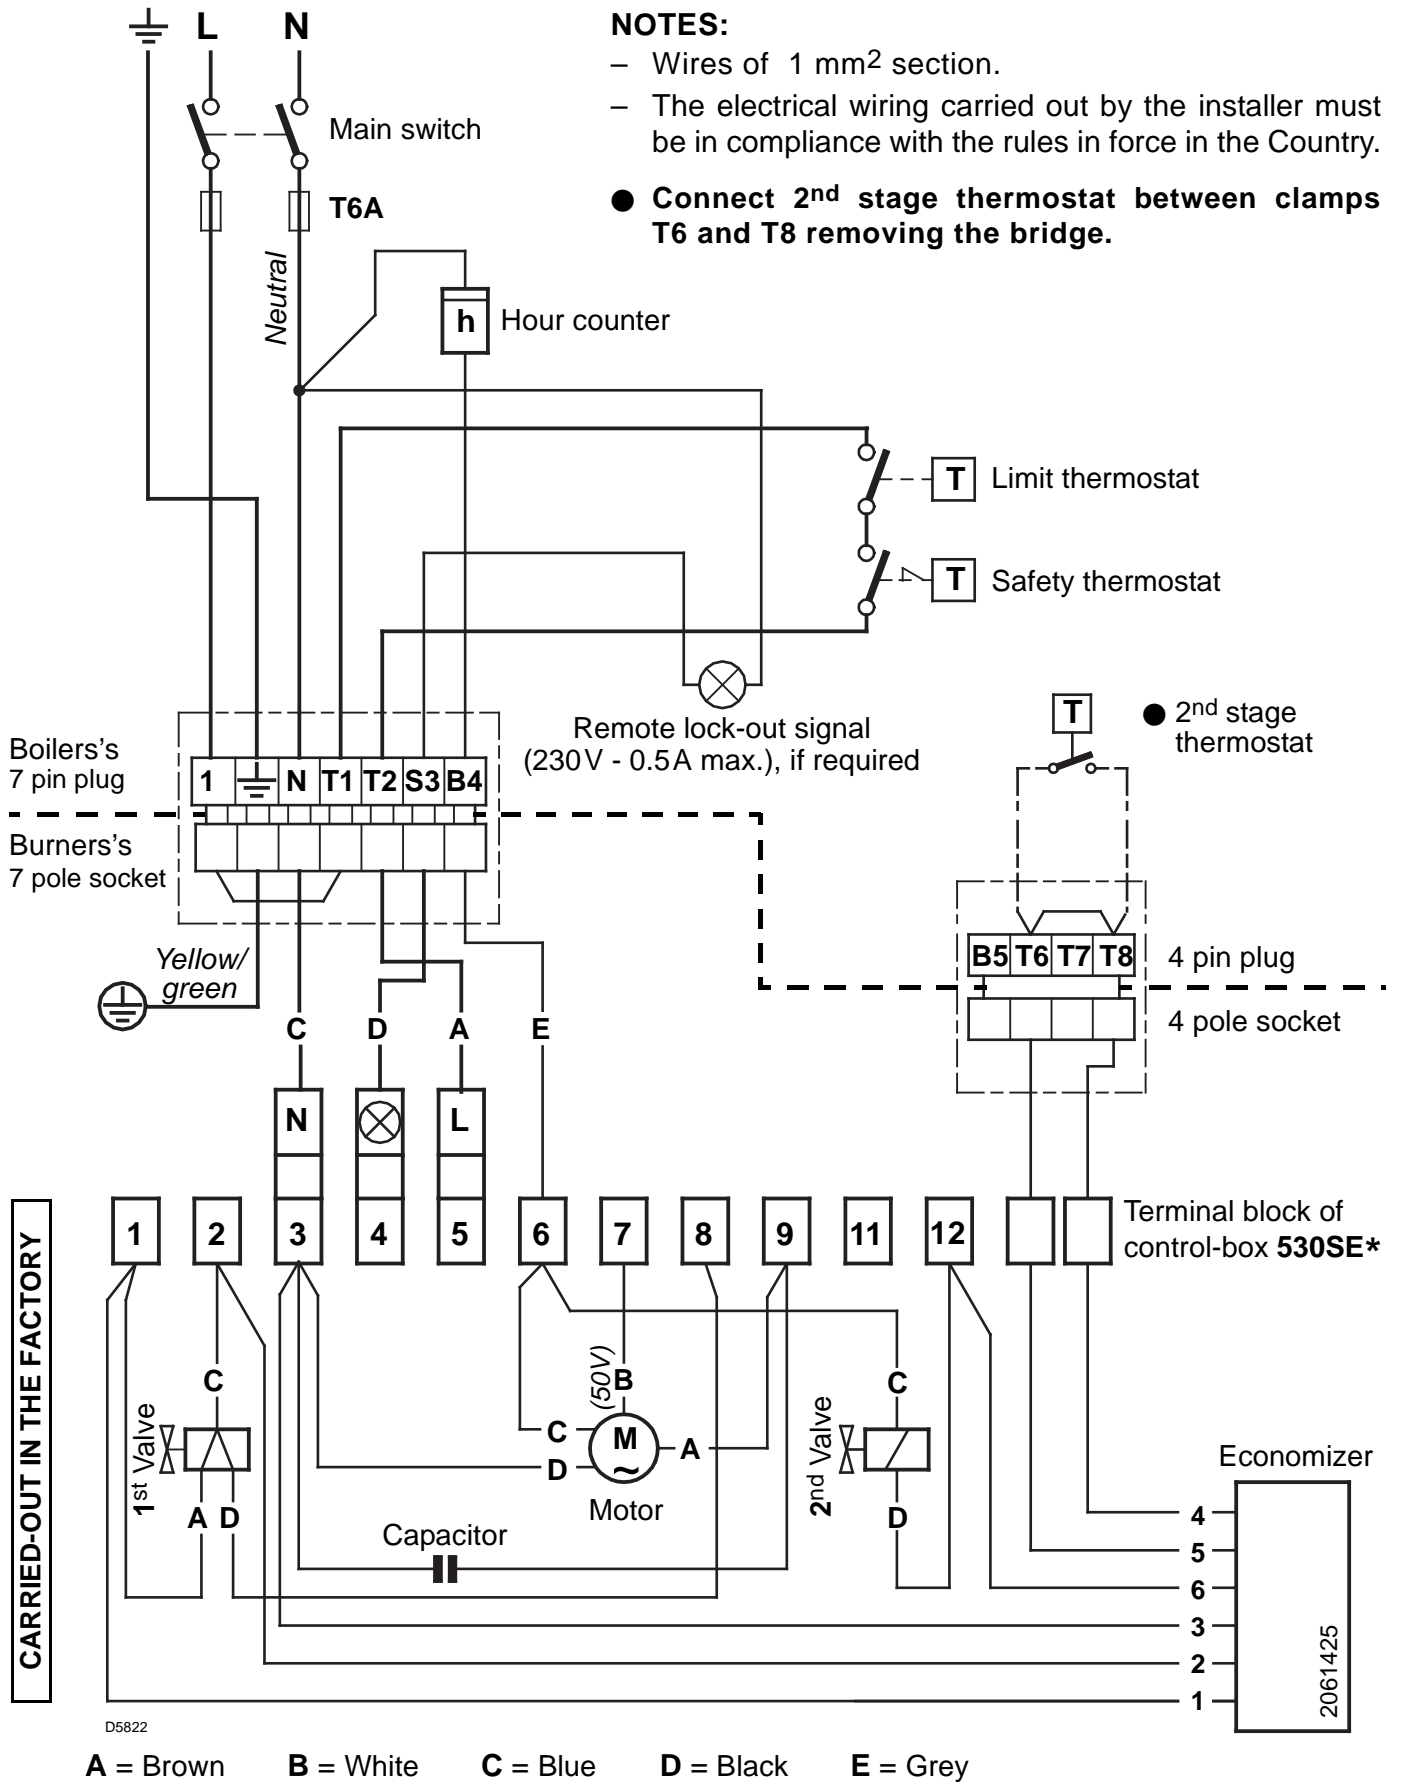 L N
NOTES:
– Wires of 1 mm2 section.
– The electrical wiring carried out by the installer must
be in compliance with the rules in force in the Country.
● Connect 2nd stage thermostat between clamps
T6 and T8 removing the bridge.
Main switch
T6A
Neutral
h Hour counter
T Limit thermostat
T Safety thermostat
Remote lock-out signal
(230V - 0.5A max.), if required
T ● 2nd stage
thermostat
Boilers's
7 pin plug
1 N T1 T2 S3 B4
Burners's
7 pole socket
B5 T6 T7 T8 4 pin plug
4 pole socket
Yellow/
green
C D A E
N L
1 2 3 4 5 6 7 8 9 11 12
Terminal block of
control-box 530SE*
CARRIED-OUT IN THE FACTORY
1st Valve
C
A D
(50V)
B
C
D
M
~
A
Motor
Capacitor
2nd Valve
C
D
Economizer
4
5
6
3
2
1
2061425
D5822
A = Brown B = White C = Blue D = Black E = Grey